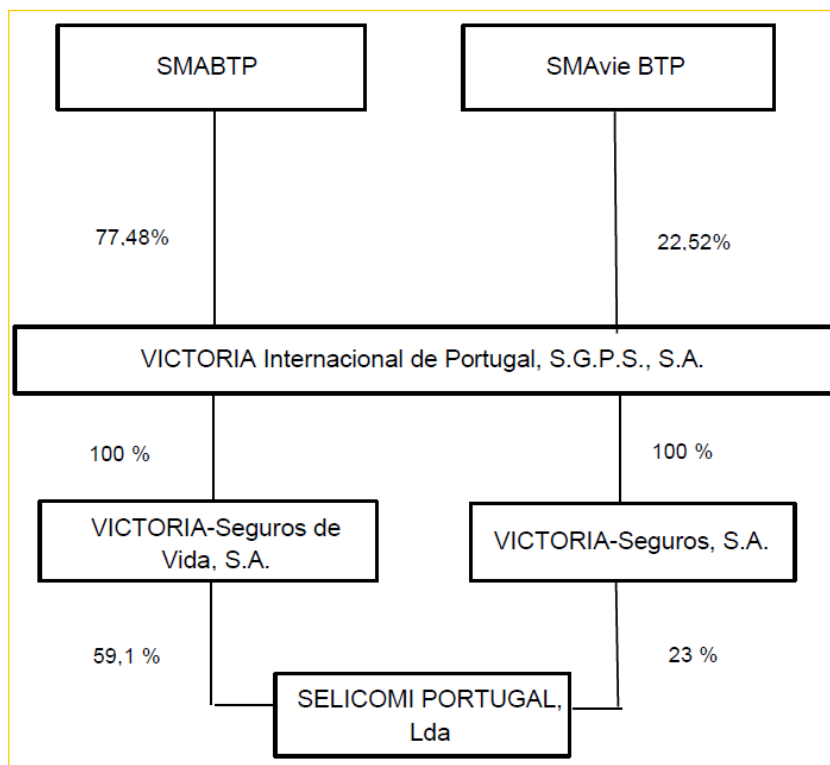 SMABTP
SMAvie BTP
77,48%
22,52%
VICTORIA Internacional de Portugal, S.G.P.S., S.A.
100 %
100 %
VICTORIA-Seguros de
Vida, S.A.
VICTORIA-Seguros, S.A.
59,1 %
23 %
SELICOMI PORTUGAL,
Lda